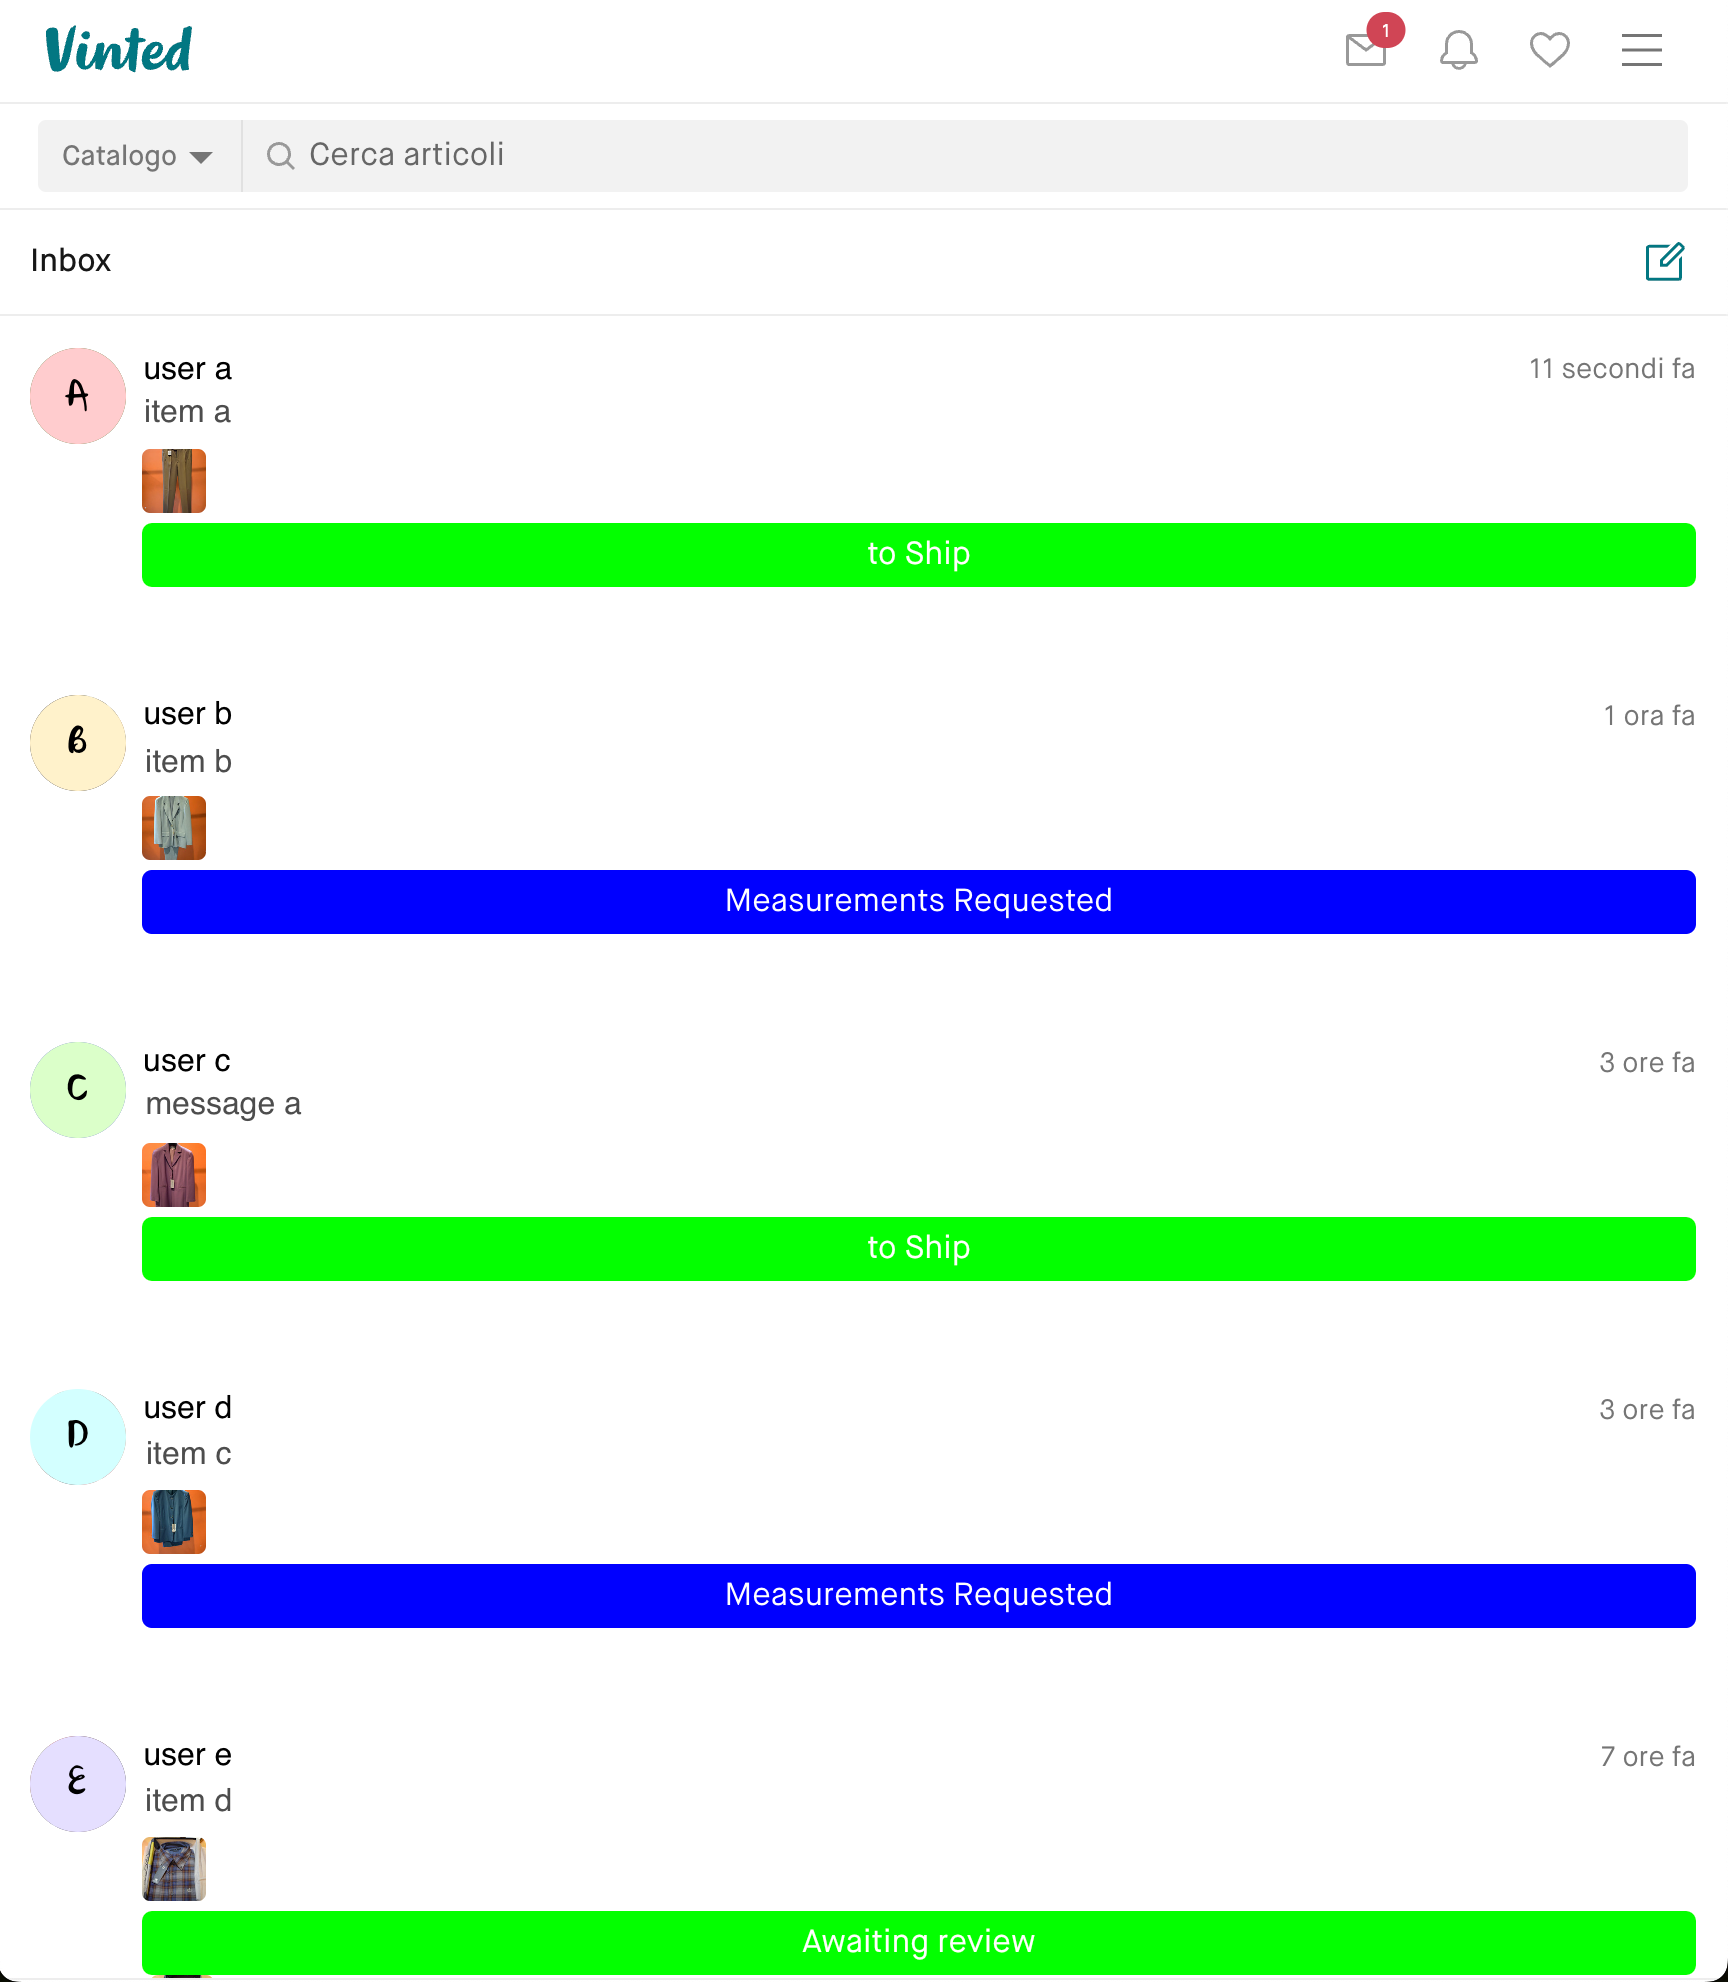 Vinted
1
Catalogo
Cerca articoli
Inbox
A
user a
11 secondi fa
item a
to Ship
B
user b
1 ora fa
item b
Measurements Requested
C
user c
3 ore fa
message a
to Ship
D
user d
3 ore fa
item c
Measurements Requested
E
user e
7 ore fa
item d
Awaiting review